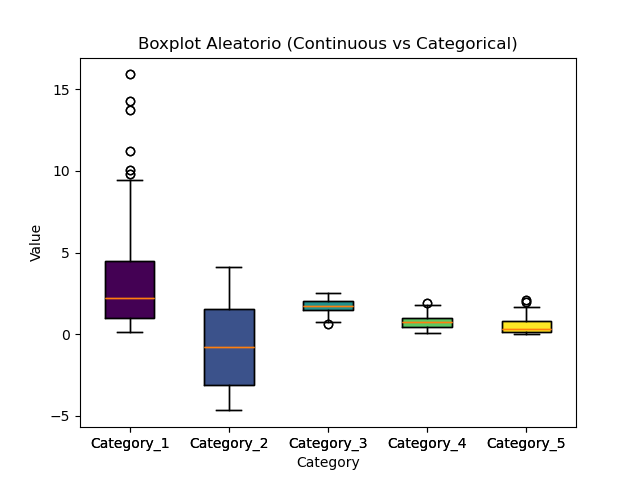 Boxplot Aleatorio (Continuous vs Categorical)
15
10
5
0
−5
Value
Category_1 Category_2 Category_3 Category_4 Category_5
Category